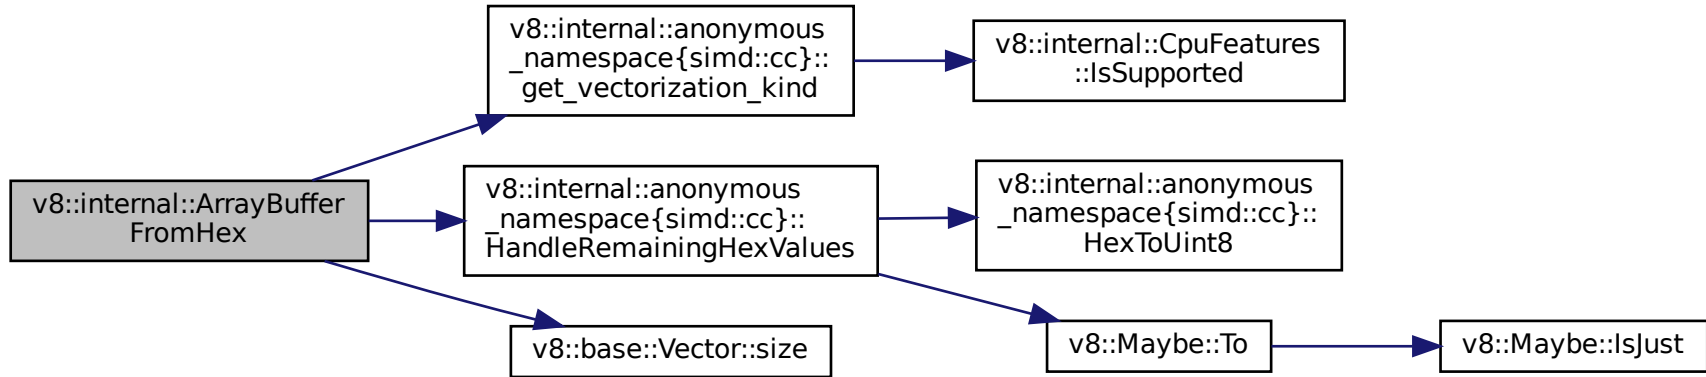 v8::internal::ArrayBuffer
FromHex
v8::internal::anonymous
_namespace{simd::cc}::
get_vectorization_kind
v8::internal::CpuFeatures
::IsSupported
v8::internal::anonymous
_namespace{simd::cc}::
HandleRemainingHexValues
v8::internal::anonymous
_namespace{simd::cc}::
HexToUint8
v8::base::Vector::size
v8::Maybe::To
v8::Maybe::IsJust